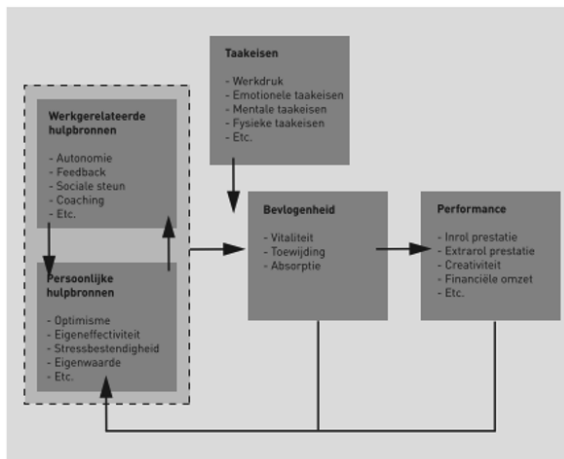 Taakeisen
- Werkdruk
- Emotionele taakeisen
- Mentale taakeisen
- Fysieke taakeisen
- Etc.
Werkgerelateerde
hulpbronnen
- Autonomie
- Feedback
- Sociale steun
- Coaching
- Etc.
Persoonlijke
hulpbronnen
- Optimisme
- Eigeneffectiviteit
- Stressbestendigheid
- Eigenwaarde
- Etc.
Bevlogenheid
- Vitaliteit
- Toewijding
- Absorptie
Performance
- Inrol prestatie
- Extrarol prestatie
- Creativiteit
- Financiële omzet
- Etc.